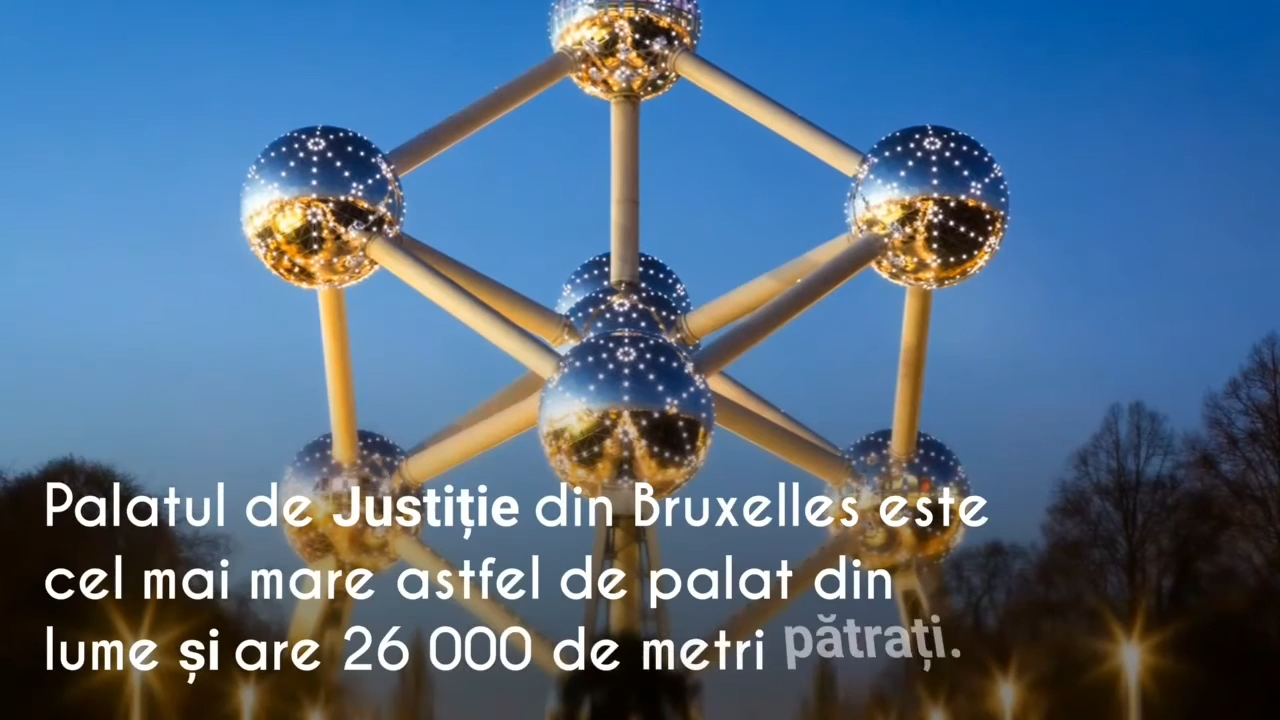 Palatul de Justiție din Bruxelles este
cel mai mare astfel de palat din
lume și are 26 000 de metri pătrați.